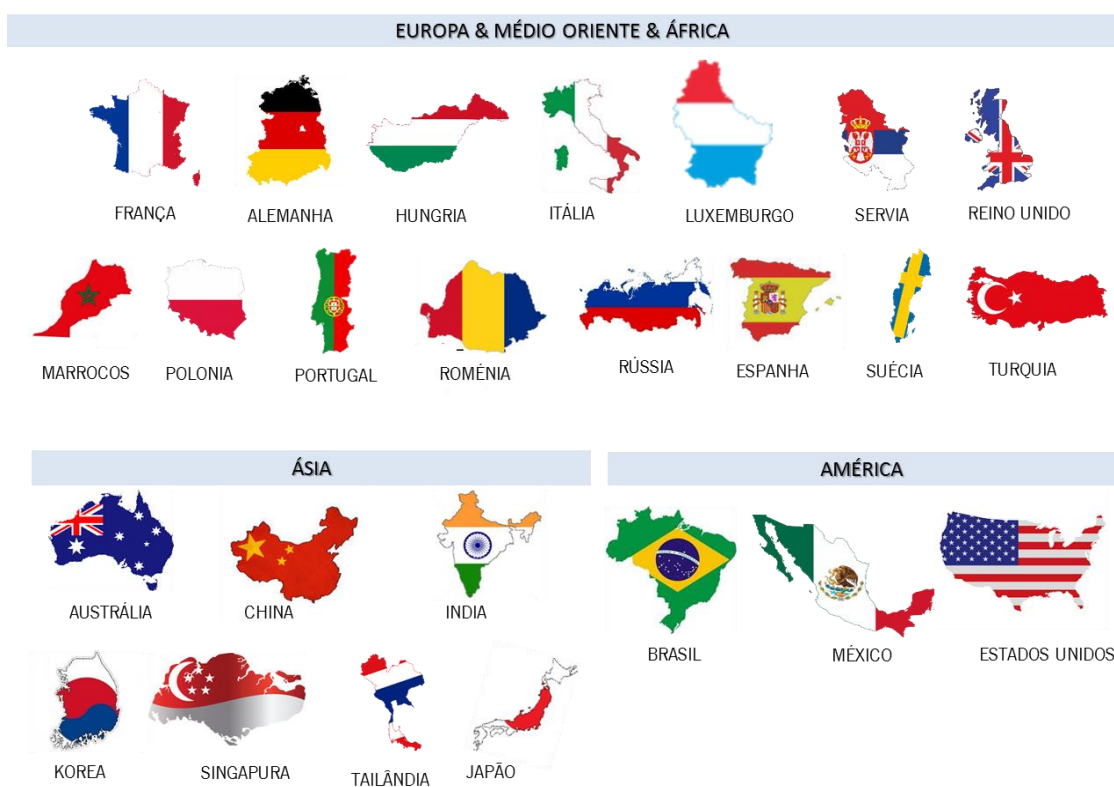 EUROPA & MÉDIO ORIENTE & ÁFRICA
FRANÇA
ALEMANHA
HUNGRIA
ITÁLIA
LUXEMBURGO
SERVIA
REINO UNIDO
MARROCOS
POLONIA
PORTUGAL
ROMÉNIA
RÚSSIA
ESPANHA
SUÉCIA
TURQUIA
ÁSIA
AUSTRÁLIA
CHINA
INDIA
KOREA
SINGAPURA
TAILÂNDIA
JAPÃO
AMÉRICA
BRASIL
MÉXICO
ESTADOS UNIDOS